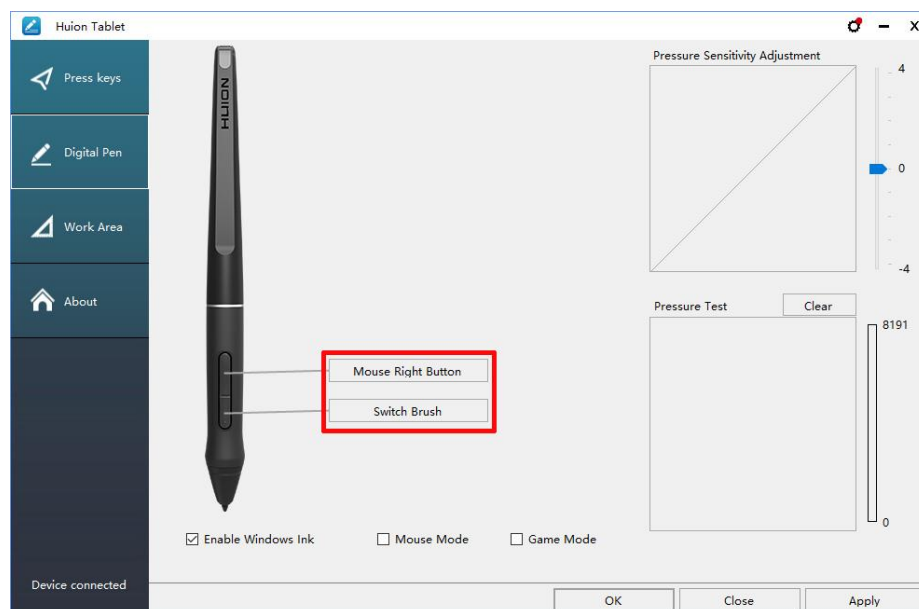 Huion Tablet
X
Press keys
Digital Pen
Work Area
About
Device connected
HUION
Mouse Right Button
Switch Brush
Enable Windows Ink
Mouse Mode
Game Mode
Pressure Sensitivity Adjustment
4
0
-4
Pressure Test
Clear
8191
0
OK
Close
Apply